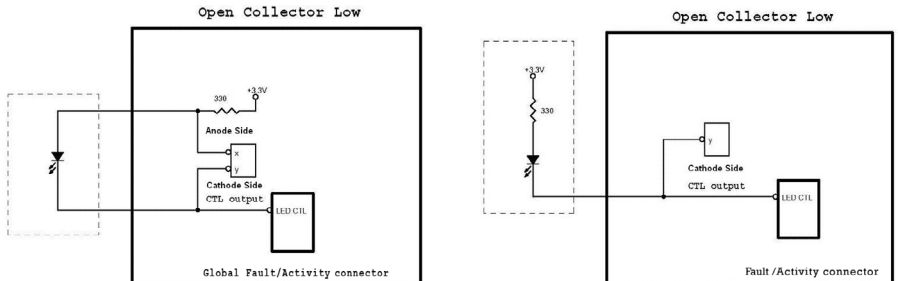 Open Collector Low
330
+3.3V
Anode Side
x
y
Cathode Side
CTL output
LED CTL
Global Fault/Activity connector
Open Collector Low
+3.3V
330
y
Cathode Side
CTL output
LED CTL
Fault /Activity connector